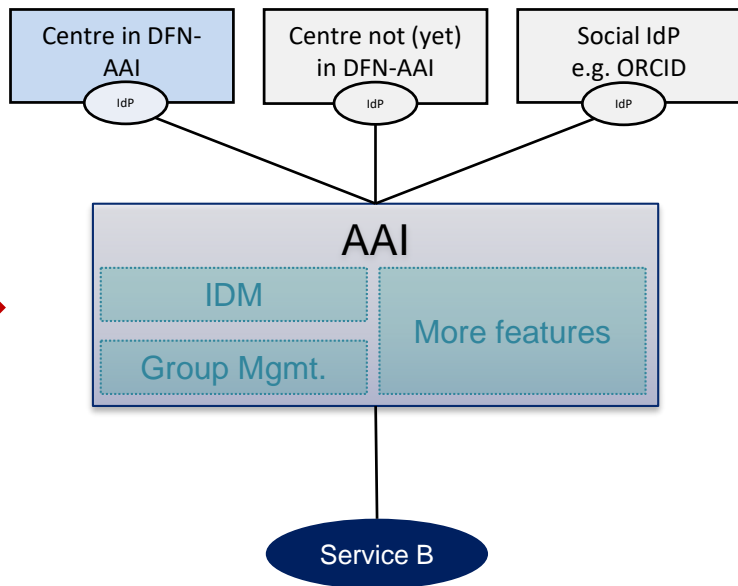 Centre in DFN-
AAI
IdP
Centre not (yet)
in DFN-AAI
IdP
Social IdP
e.g. ORCID
IdP
AAI
IDM
Group Mgmt.
More features
Service B